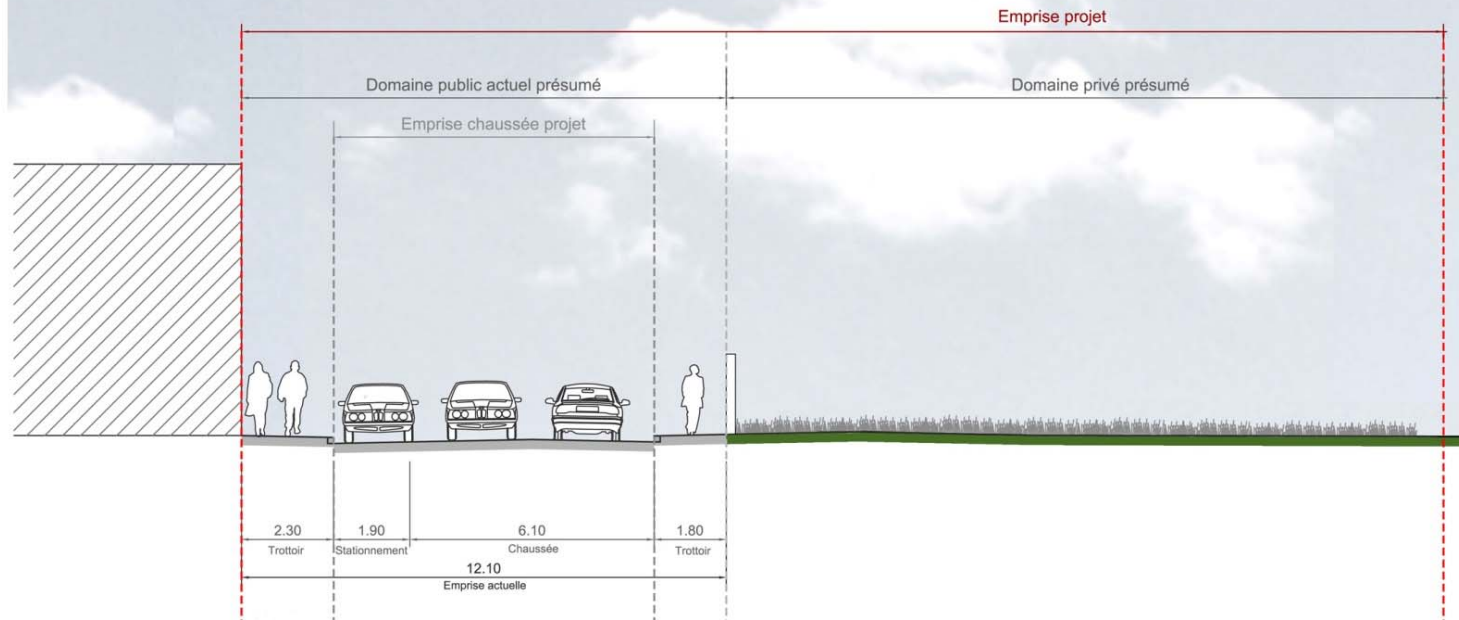 Emprise projet
Domaine public actuel présumé
Domaine privé présumé
Emprise chaussée projet
2.30
1.90
6.10
1.80
Trottoir
Stationnement
Chaussée
Trottoir
12.10
Emprise actuelle